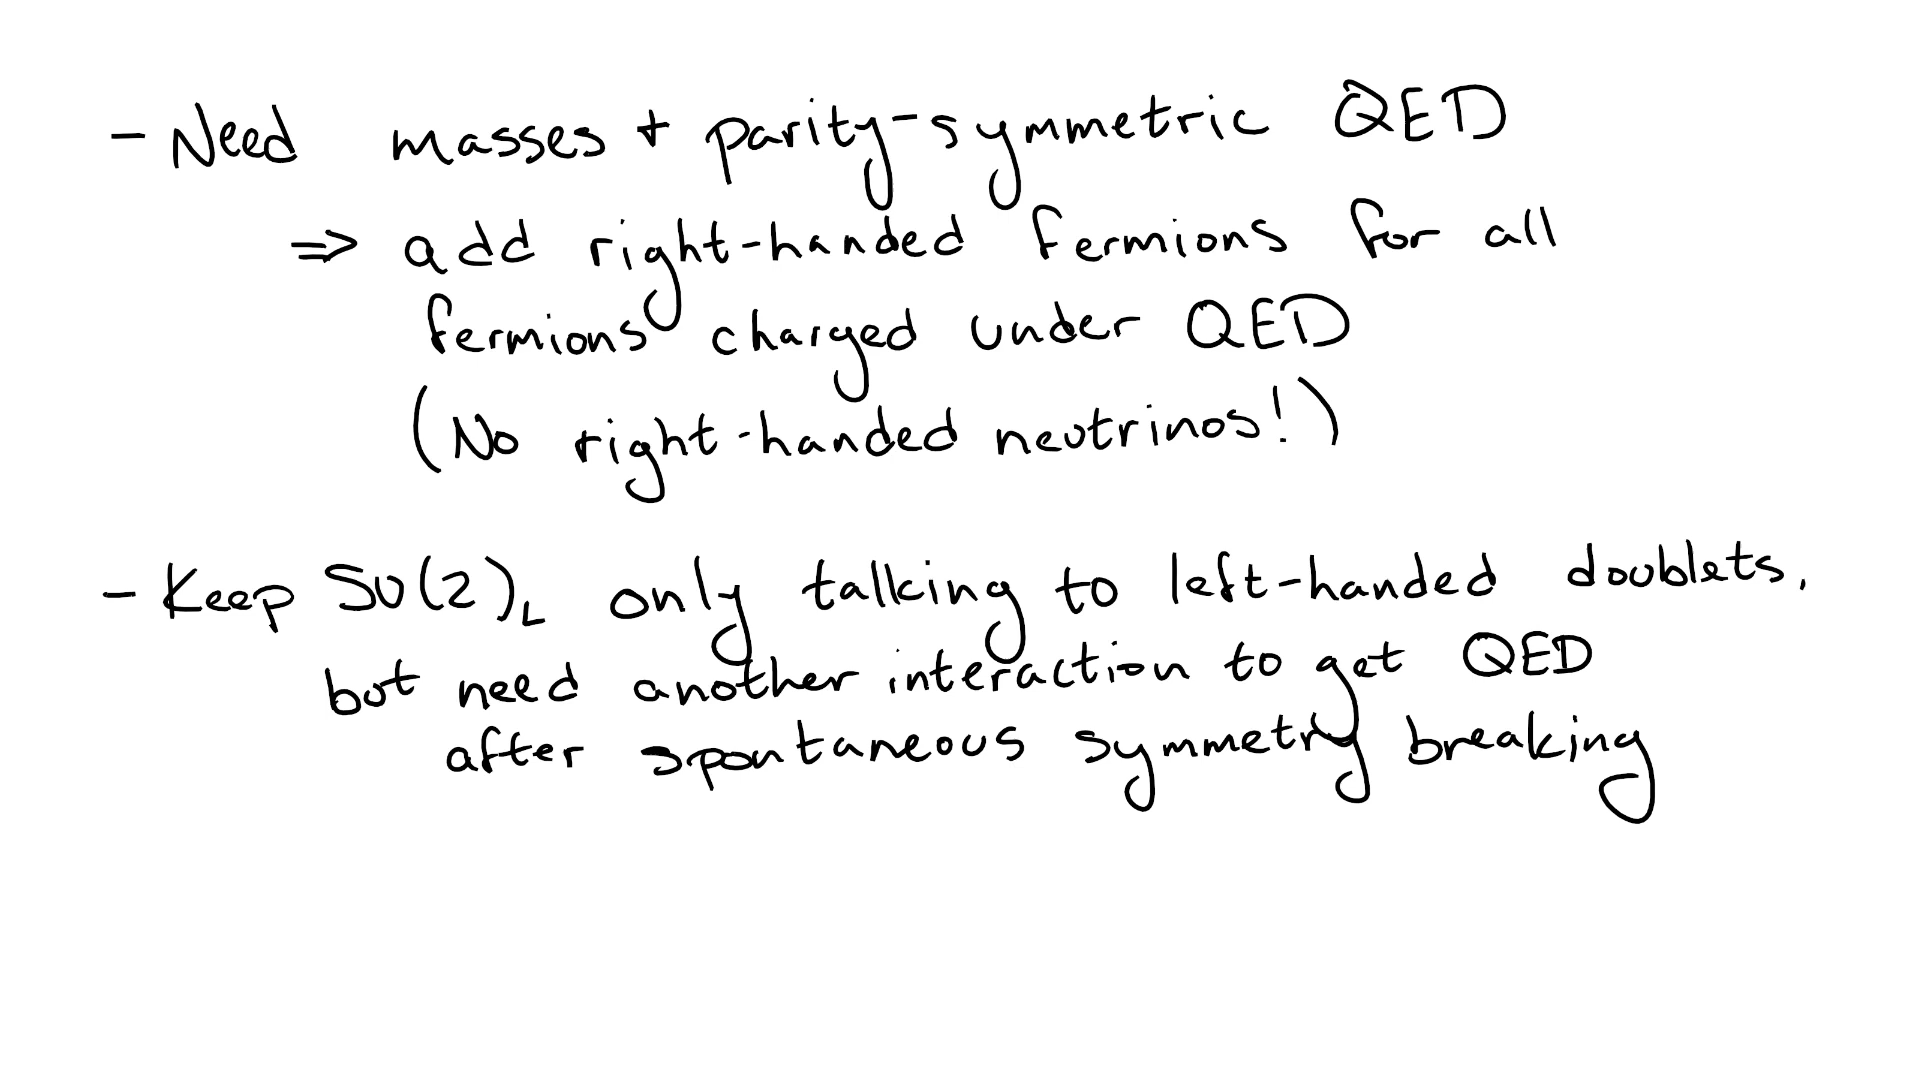 - Need masses + parity-symmetric QED
⇒ add right-handed fermions for all
fermions charged under QED
(No right-handed neutrinos!)
- Keep SU(2)_L only talking to left-handed doublets,
but need another interaction to get QED
after spontaneous symmetry breaking